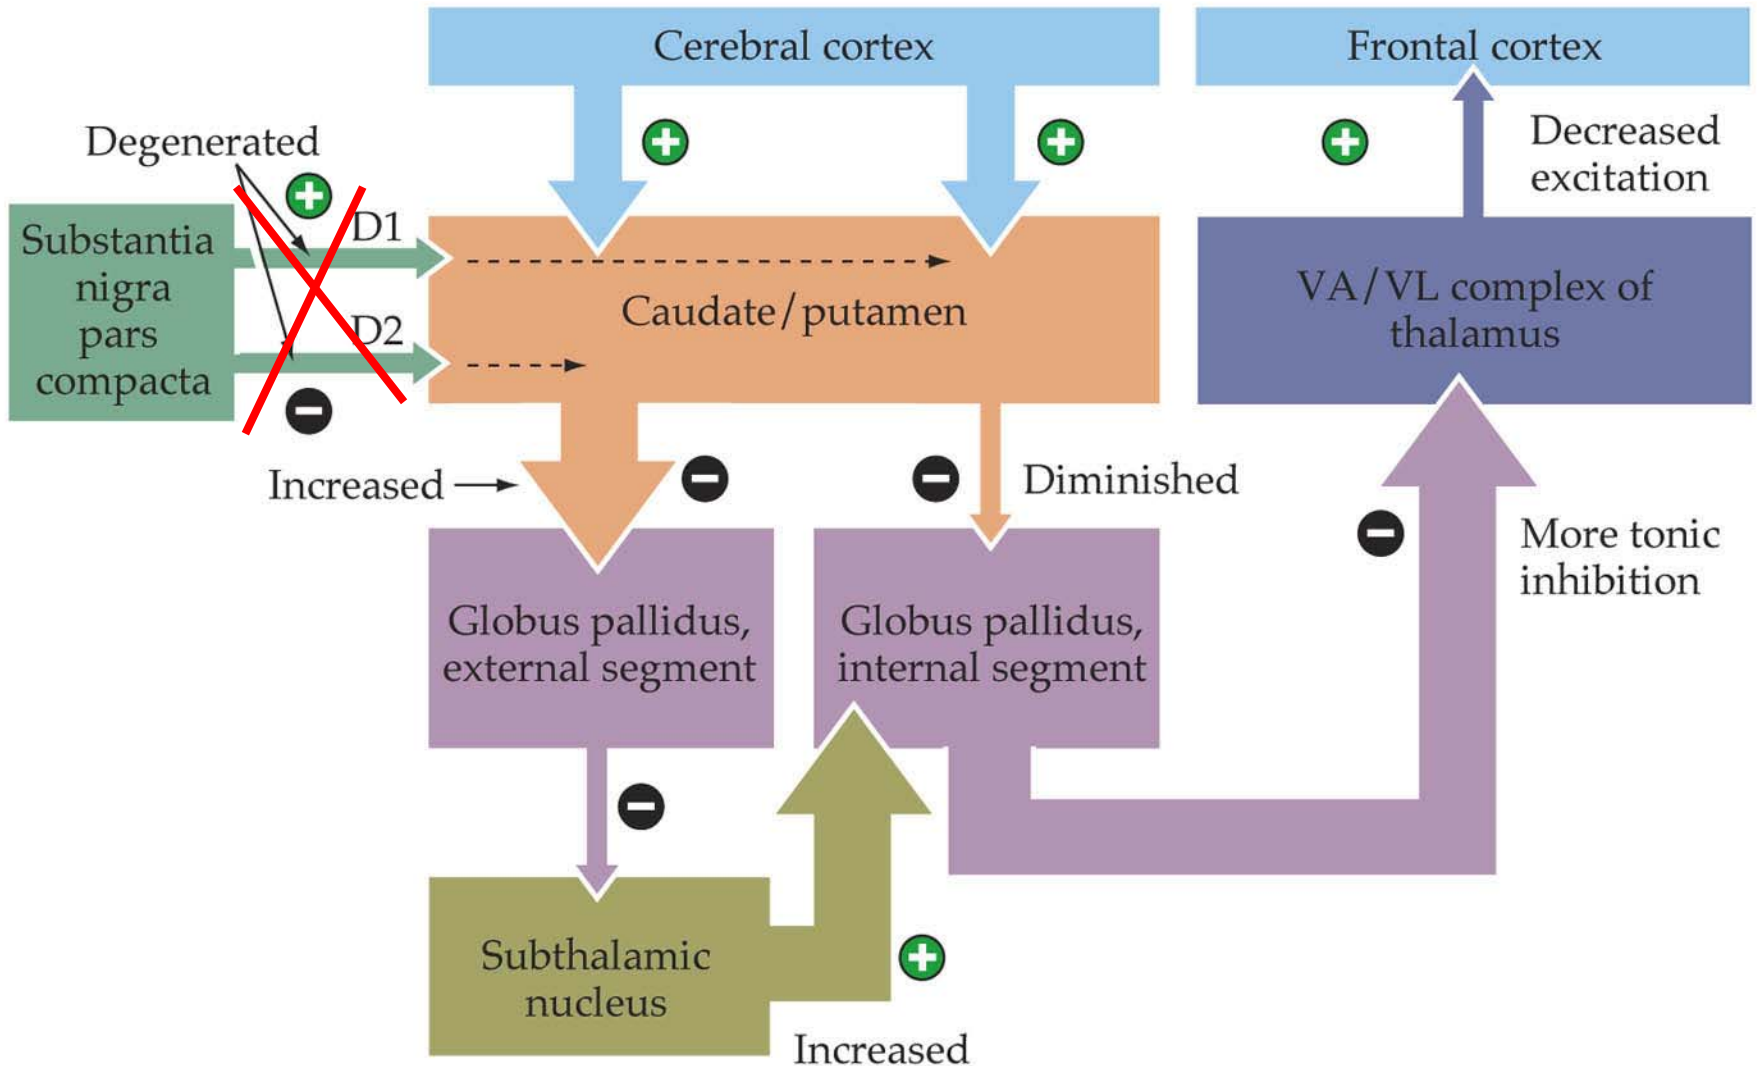 Cerebral cortex
Frontal cortex
Degenerated
Decreased
excitation
D1
Substantia
nigra
pars
compacta
D2
Caudate/putamen
VA/VL complex of
thalamus
Increased
Diminished
More tonic
inhibition
Globus pallidus,
external segment
Globus pallidus,
internal segment
Subthalamic
nucleus
Increased